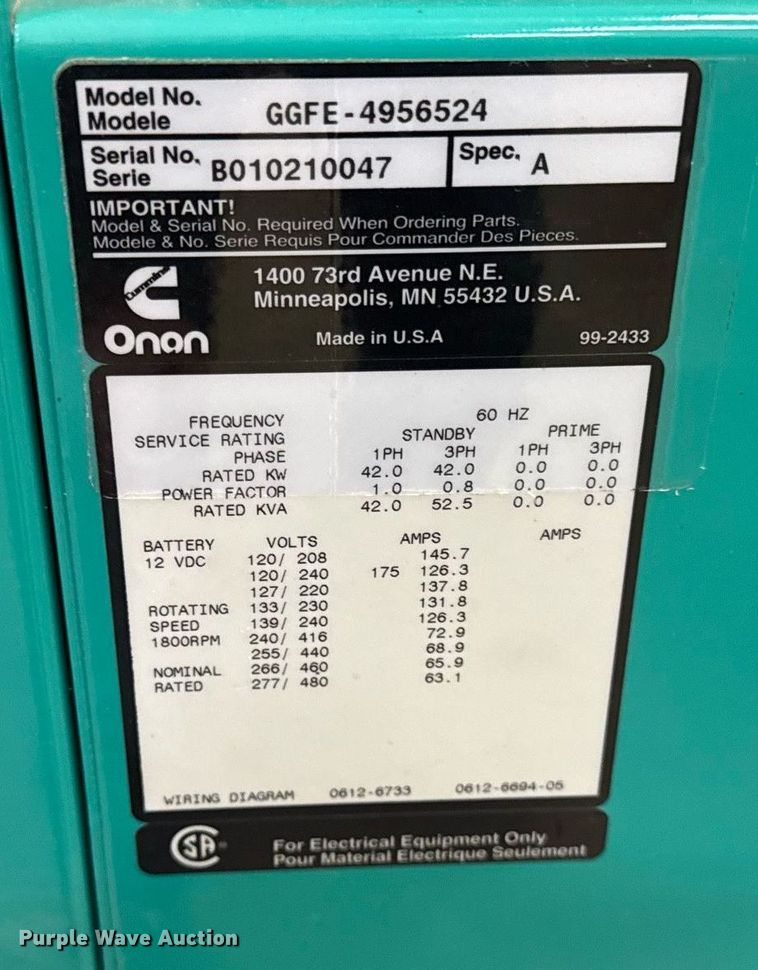 Model No.
Modele
GGFE-4956524
Serial No.
Serie
B010210047
Spec. A
IMPORTANT!
Model & Serial No. Required When Ordering Parts.
Modele & No. Serie Requis Pour Commander Des Pieces.
Cummins
Onan
1400 73rd Avenue N.E.
Minneapolis, MN 55432 U.S.A.
Made in U.S.A 99-2433
FREQUENCY 60 HZ
SERVICE RATING STANDBY PRIME
PHASE 1PH 3PH 1PH 3PH
RATED KW 42.0 42.0 0.0 0.0
POWER FACTOR 1.0 0.8 0.0 0.0
RATED KVA 42.0 52.5 0.0 0.0
BATTERY VOLTS AMPS AMPS
12 VDC 120/ 208 145.7
120/ 240 175 126.3
127/ 220 137.8
ROTATING 133/ 230 131.8
SPEED 139/ 240 126.3
1800RPM 240/ 416 72.9
255/ 440 68.9
NOMINAL 266/ 460 65.9
RATED 277/ 480 63.1
WIRING DIAGRAM 0612-6733 0612-6694-05
SA
For Electrical Equipment Only
Pour Material Electrique Seulement
Purple Wave Auction